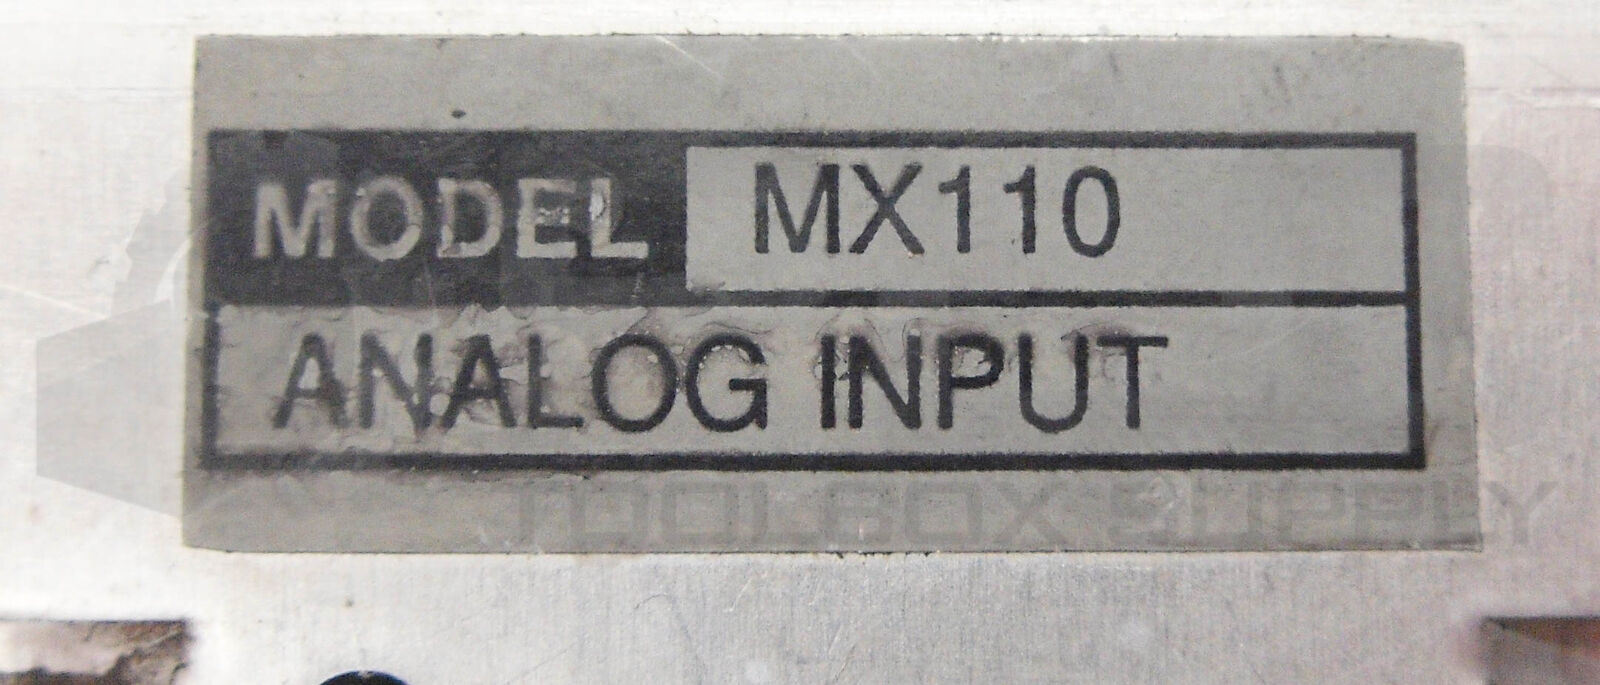 MODEL MX110
ANALOG INPUT
TOOLBOX SUPPLY